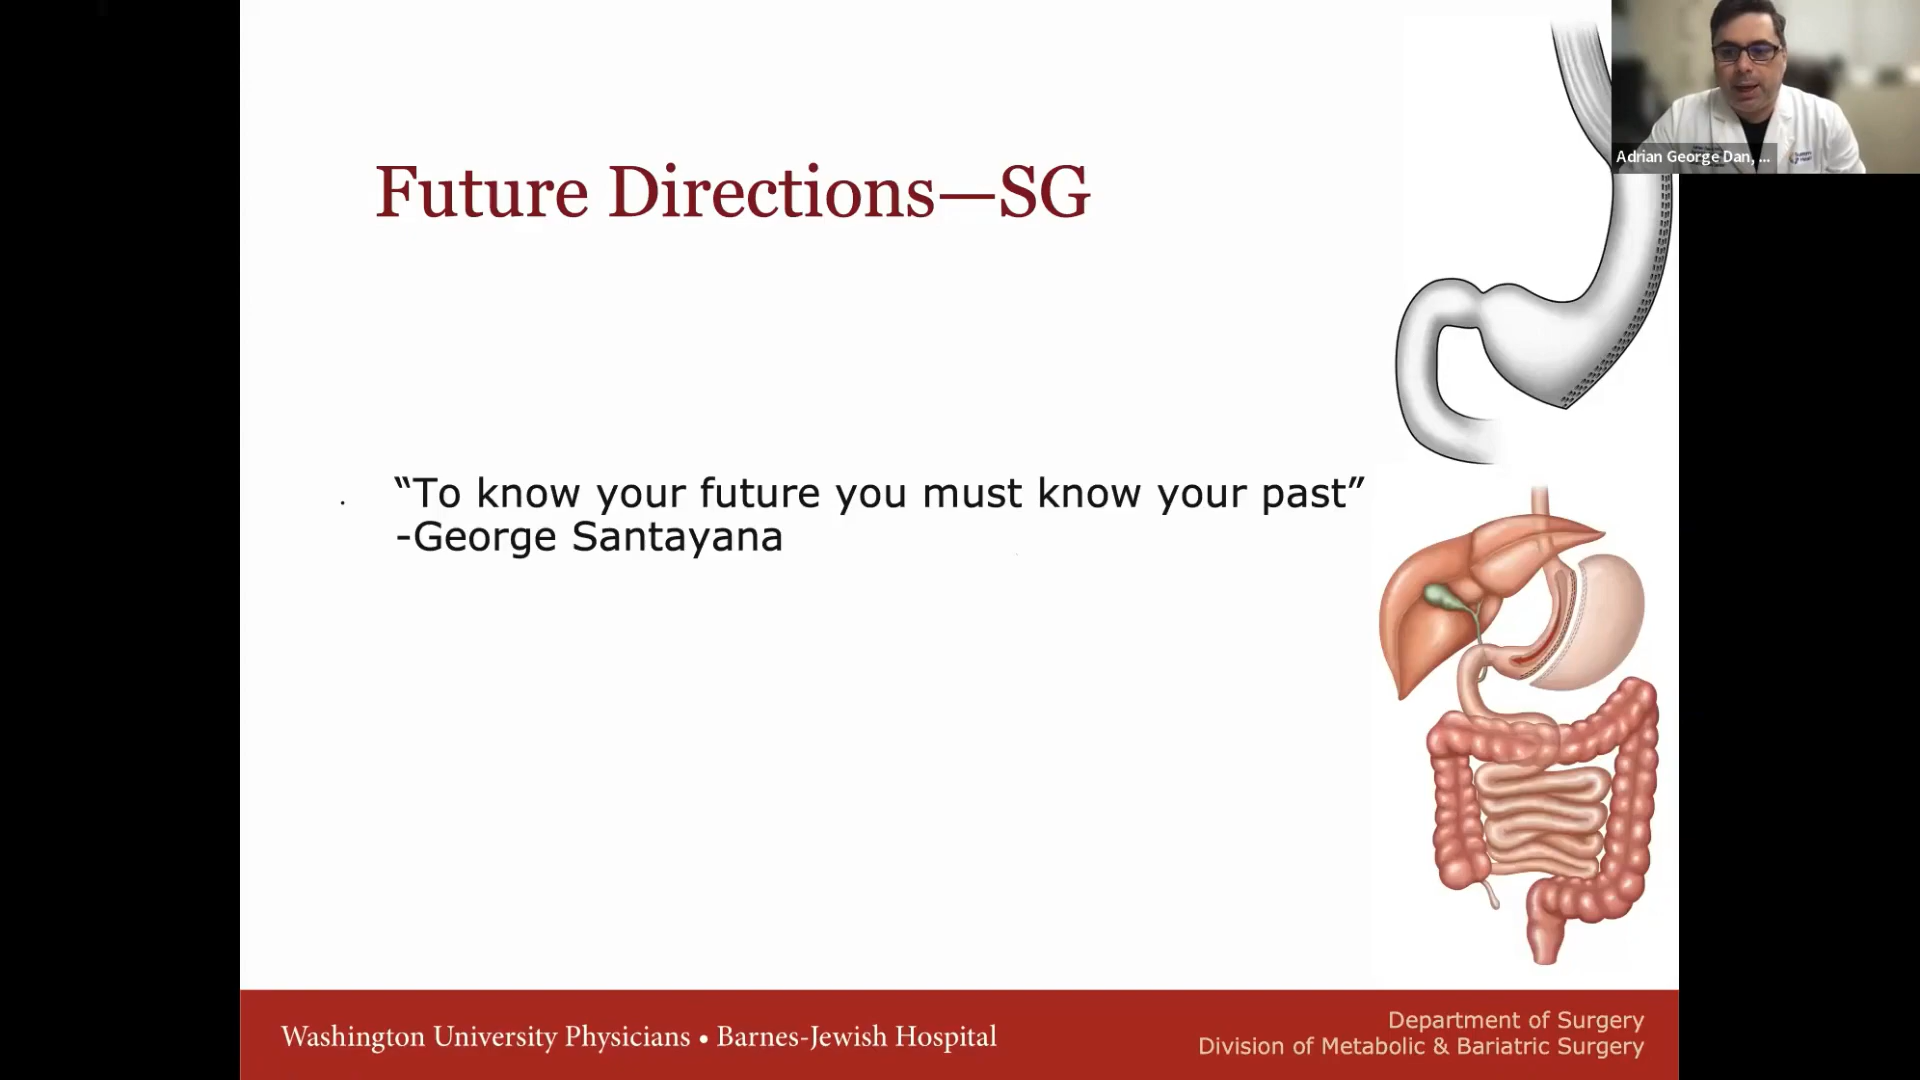 Future Directions—SG
“To know your future you must know your past”
-George Santayana
Adrian George Dan, ...
Washington University Physicians • Barnes-Jewish Hospital
Department of Surgery
Division of Metabolic & Bariatric Surgery